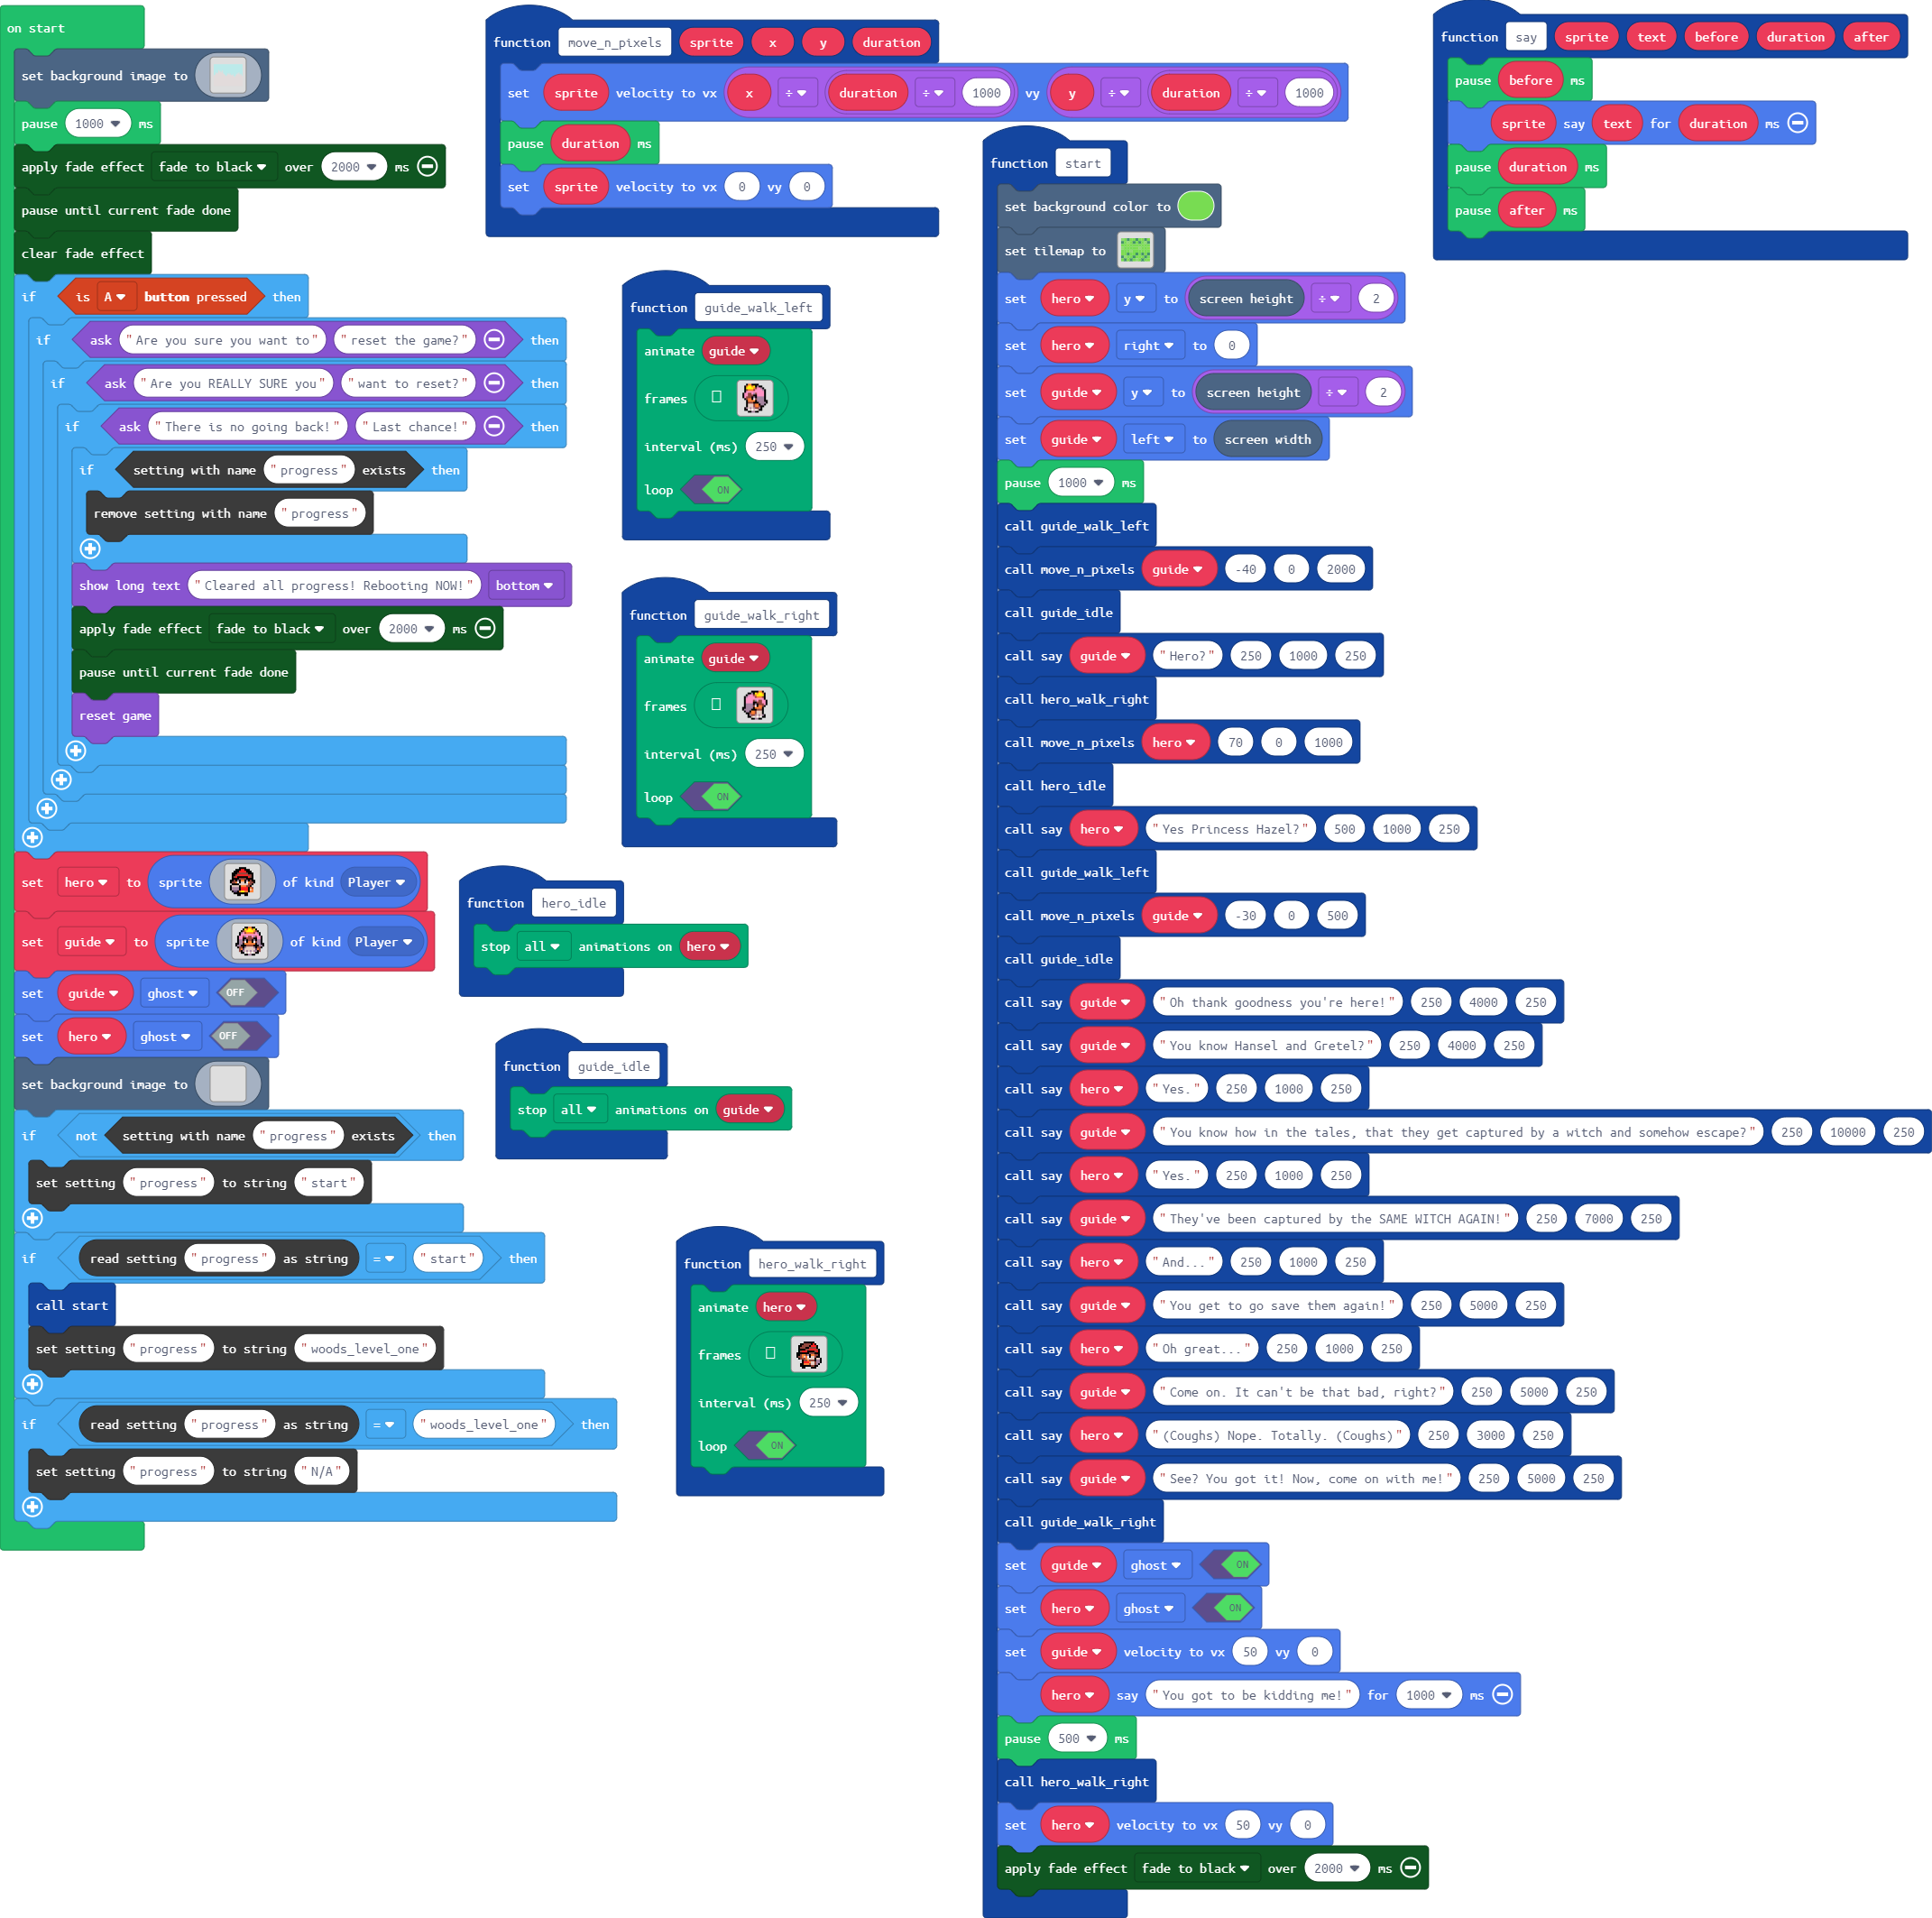 on start
set background image to
pause 1000 ms
apply fade effect fade to black over 2000 ms
pause until current fade done
clear fade effect
if is A button pressed then
if ask "Are you sure you want to" "reset the game?" then
if ask "Are you REALLY SURE you" "want to reset?" then
if ask "There is no going back!" "Last chance!" then
if setting with name "progress" exists then
remove setting with name "progress"
show long text "Cleared all progress! Rebooting NOW!" bottom
apply fade effect fade to black over 2000 ms
pause until current fade done
reset game
set hero to sprite of kind Player
set guide to sprite of kind Player
set guide ghost OFF
set hero ghost OFF
set background image to
if not setting with name "progress" exists then
set setting "progress" to string "start"
if read setting "progress" as string = "start" then
call start
set setting "progress" to string "woods_level_one"
if read setting "progress" as string = "woods_level_one" then
set setting "progress" to string "N/A"
function move_n_pixels sprite x y duration
set sprite velocity to vx x ÷ duration ÷ 1000 vy y ÷ duration ÷ 1000
pause duration ms
set sprite velocity to vx 0 vy 0
function guide_walk_left
animate guide
frames
interval (ms) 250
loop ON
function guide_walk_right
animate guide
frames
interval (ms) 250
loop ON
function hero_idle
stop all animations on hero
function guide_idle
stop all animations on guide
function hero_walk_right
animate hero
frames
interval (ms) 250
loop ON
function start
set background color to
set tilemap to
set hero y to screen height ÷ 2
set hero right to 0
set guide y to screen height ÷ 2
set guide left to screen width
pause 1000 ms
call guide_walk_left
call move_n_pixels guide -40 0 2000
call guide_idle
call say guide "Hero?" 250 1000 250
call hero_walk_right
call move_n_pixels hero 70 0 1000
call hero_idle
call say hero "Yes Princess Hazel?" 500 1000 250
call guide_walk_left
call move_n_pixels guide -30 0 500
call guide_idle
call say guide "Oh thank goodness you're here!" 250 4000 250
call say guide "You know Hansel and Gretel?" 250 4000 250
call say hero "Yes." 250 1000 250
call say guide "You know how in the tales, that they get captured by a witch and somehow escape?" 250 10000 250
call say hero "Yes." 250 1000 250
call say guide "They've been captured by the SAME WITCH AGAIN!" 250 7000 250
call say hero "And..." 250 1000 250
call say guide "You get to go save them again!" 250 5000 250
call say hero "Oh great..." 250 1000 250
call say guide "Come on. It can't be that bad, right?" 250 5000 250
call say hero "(Coughs) Nope. Totally. (Coughs)" 250 3000 250
call say guide "See? You got it! Now, come on with me!" 250 5000 250
call guide_walk_right
set guide ghost ON
set hero ghost ON
set guide velocity to vx 50 vy 0
hero say "You got to be kidding me!" for 1000 ms
pause 500 ms
call hero_walk_right
set hero velocity to vx 50 vy 0
apply fade effect fade to black over 2000 ms
function say sprite text before duration after
pause before ms
sprite say text for duration ms
pause duration ms
pause after ms